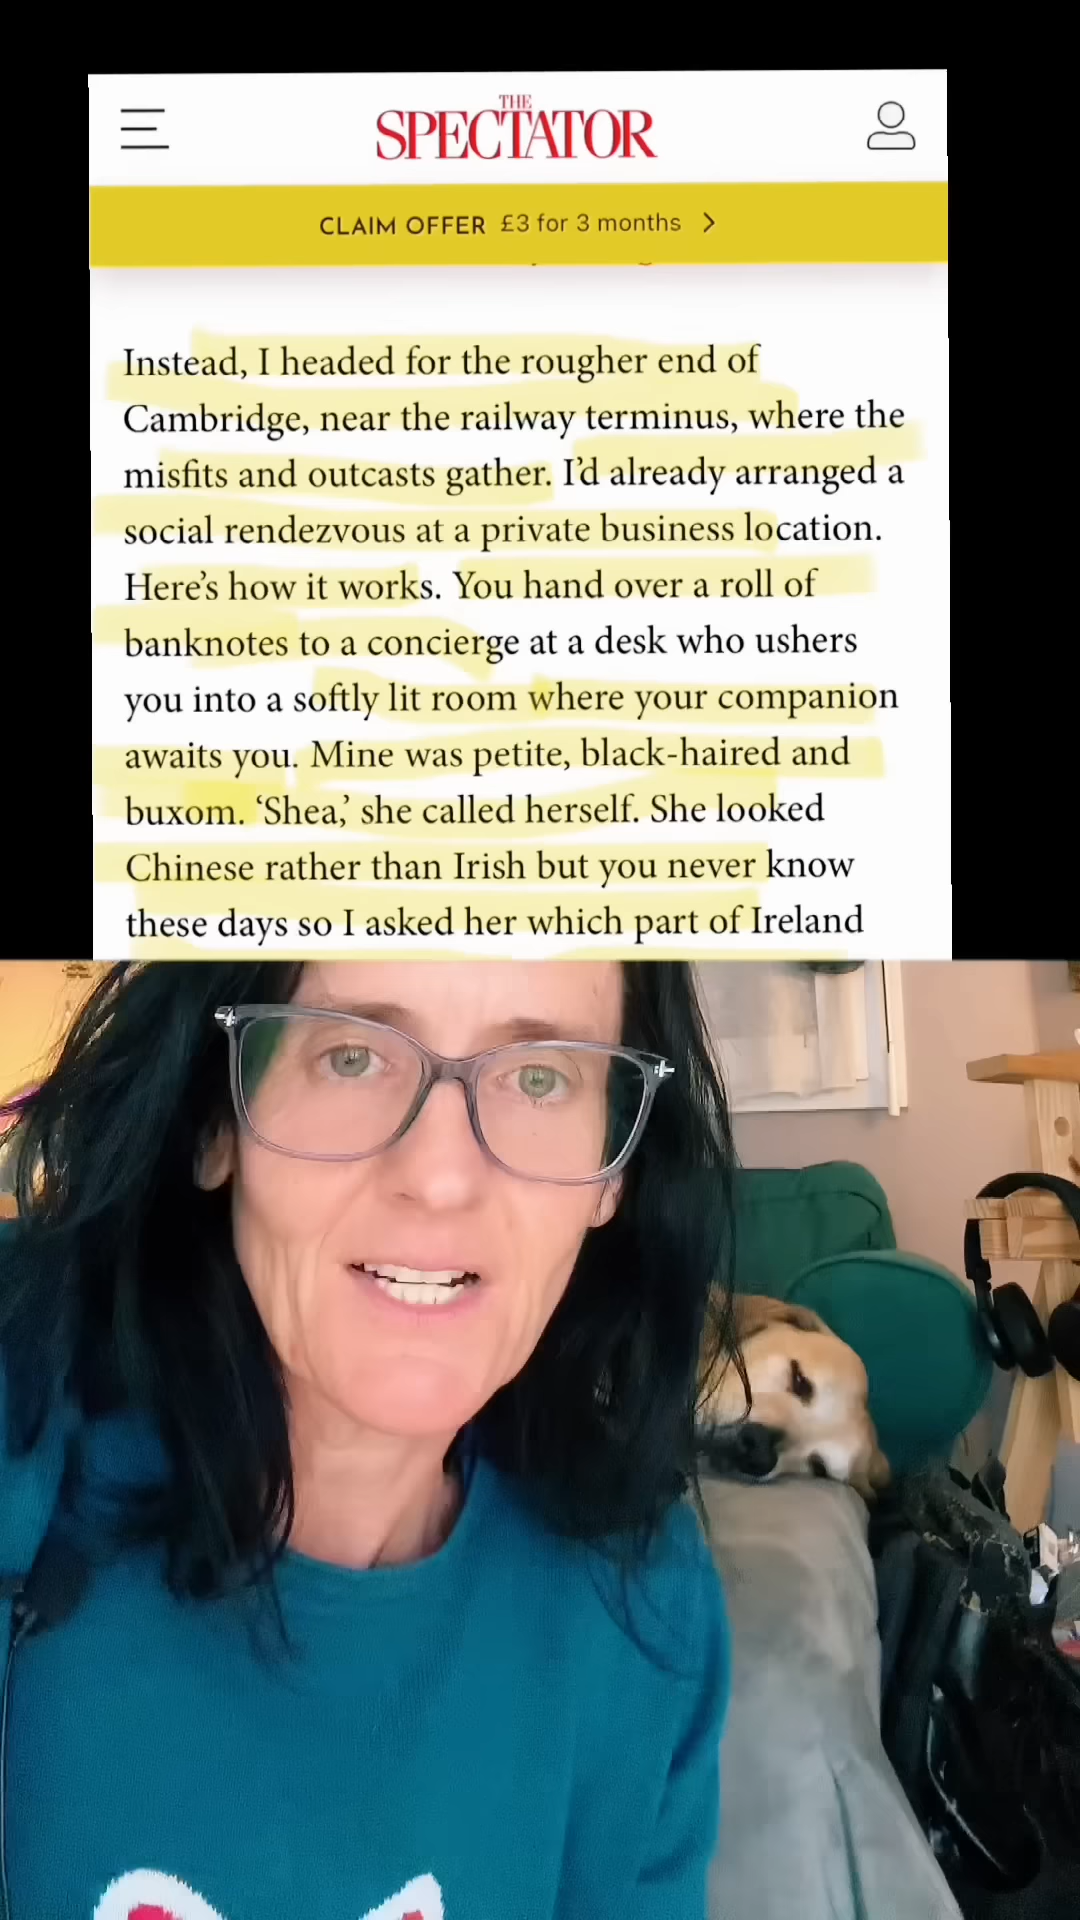 THE
SPECTATOR
CLAIM OFFER £3 for 3 months
Instead, I headed for the rougher end of
Cambridge, near the railway terminus, where the
misfits and outcasts gather. I’d already arranged a
social rendezvous at a private business location.
Here’s how it works. You hand over a roll of
banknotes to a concierge at a desk who ushers
you into a softly lit room where your companion
awaits you. Mine was petite, black-haired and
buxom. ‘Shea,’ she called herself. She looked
Chinese rather than Irish but you never know
these days so I asked her which part of Ireland